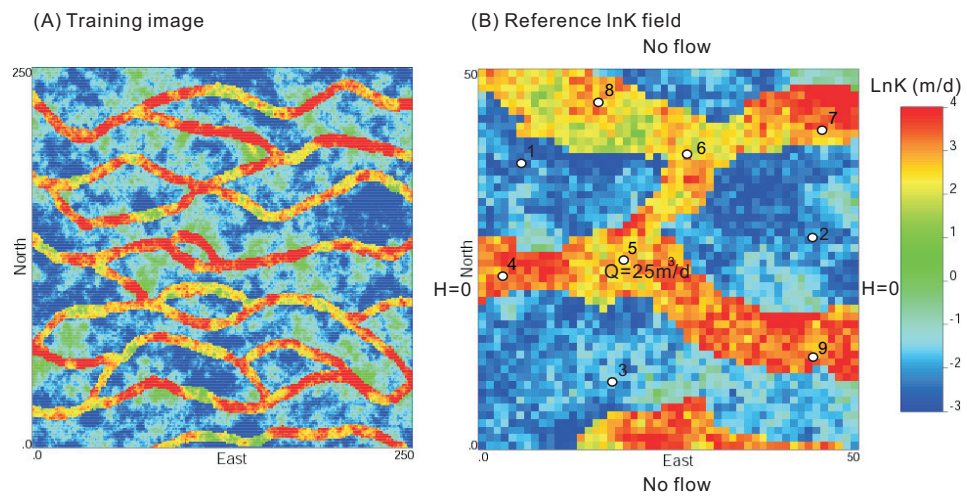 (A) Training image
(B) Reference lnK field
No flow
250
North
.0
.0
East
250
50
North
H=0
8
7
1
6
2
5
Q=25m³/d
4
9
3
.0
.0
East
50
No flow
H=0
LnK (m/d)
4
3
2
1
0
-1
-2
-3